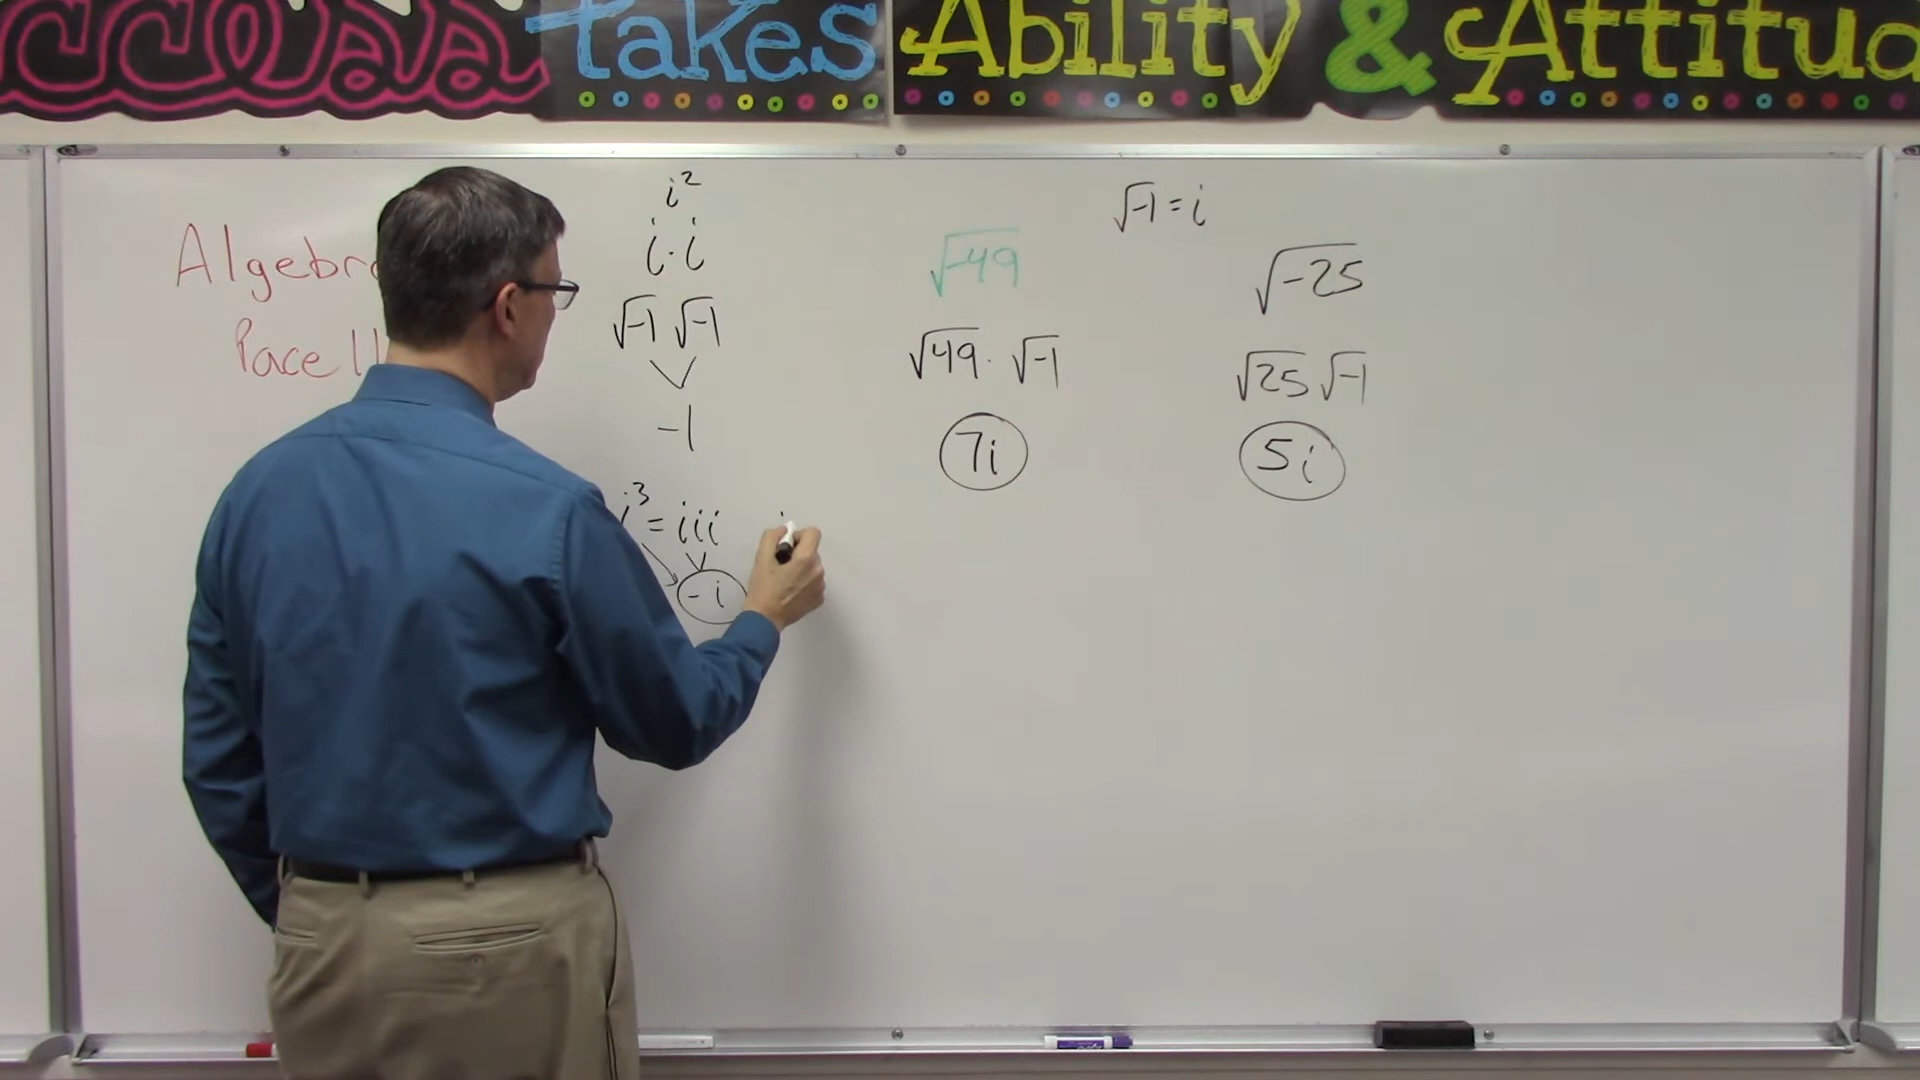 takes Ability & Attitud
Algebr
Pace 11
i²
i·i
√-1 √-1
-1
i³ = iii
-i
√-1 = i
√-49
√49 · √-1
7i
√-25
√25 √-1
5i